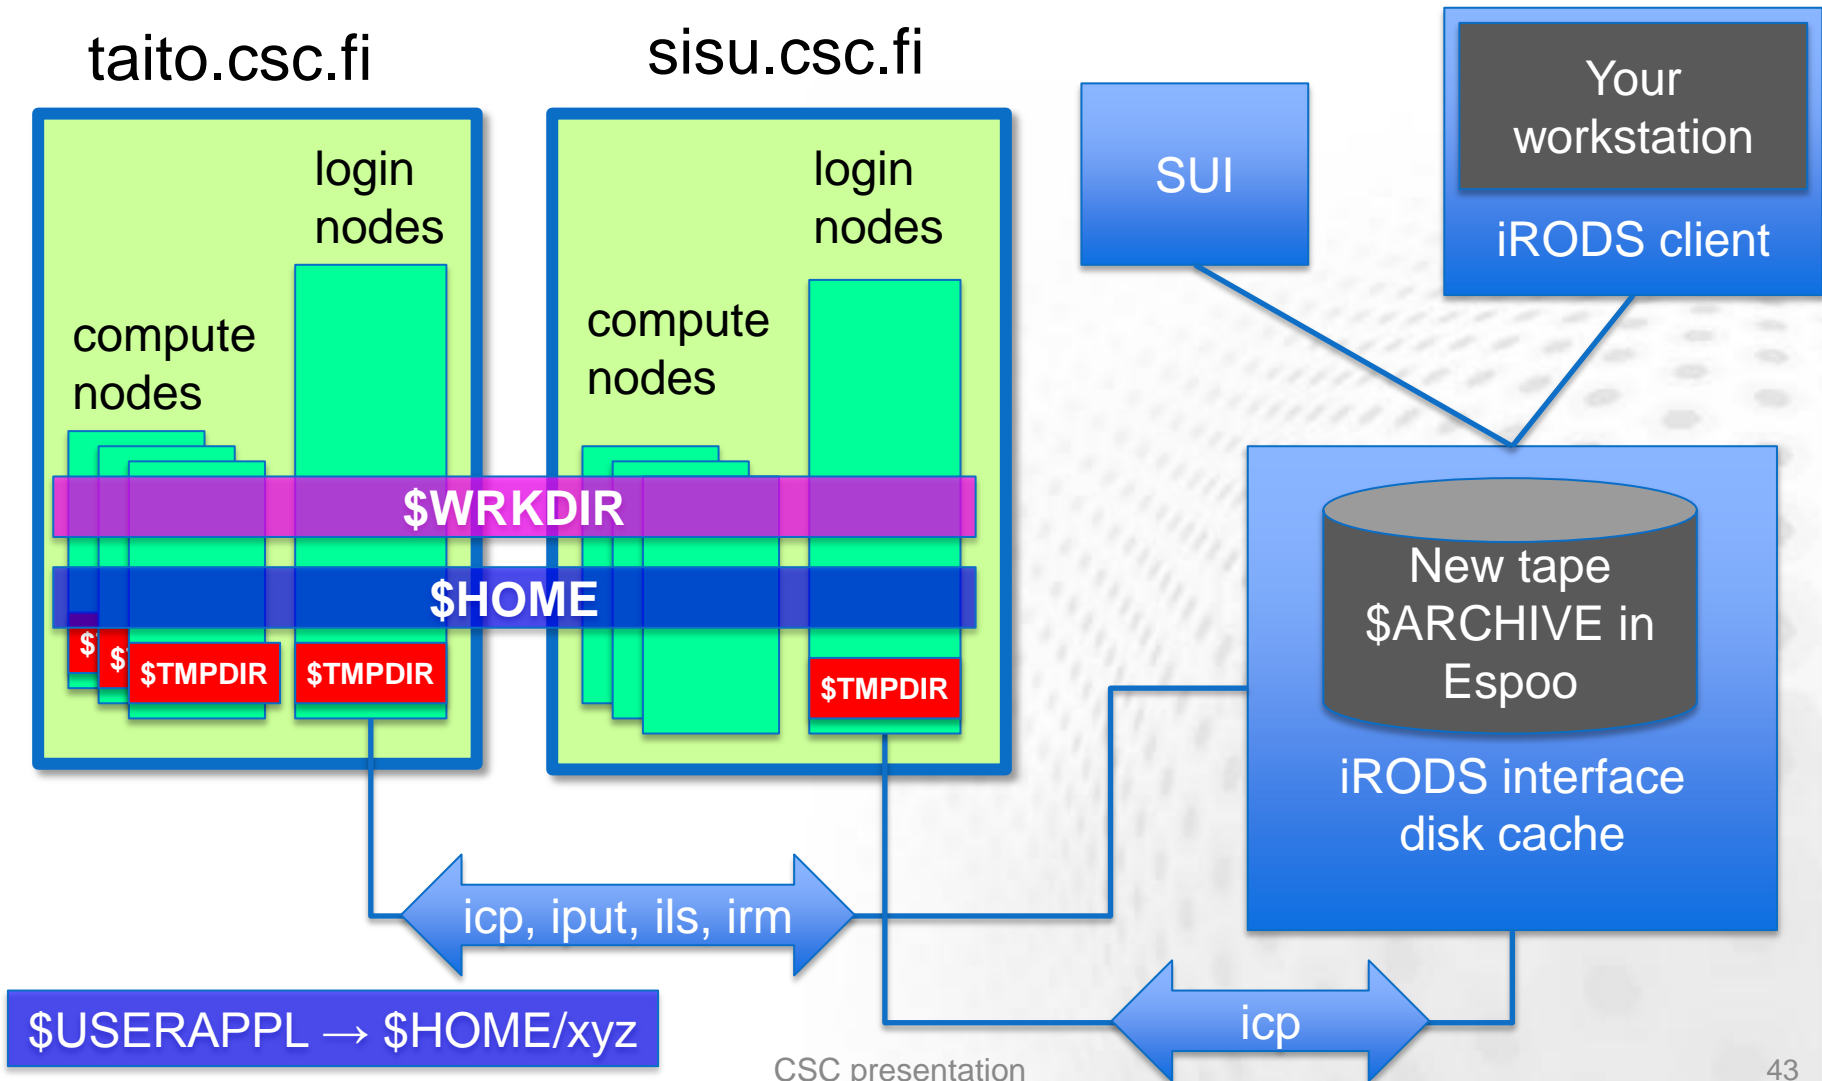 taito.csc.fi
sisu.csc.fi
login
nodes
compute
nodes
login
nodes
compute
nodes
SUI
Your
workstation
iRODS client
$WRKDIR
$HOME
$
$
$TMPDIR
$TMPDIR
$TMPDIR
New tape
$ARCHIVE in
Espoo
iRODS interface
disk cache
icp, iput, ils, irm
icp
$USERAPPL → $HOME/xyz
CSC presentation
43